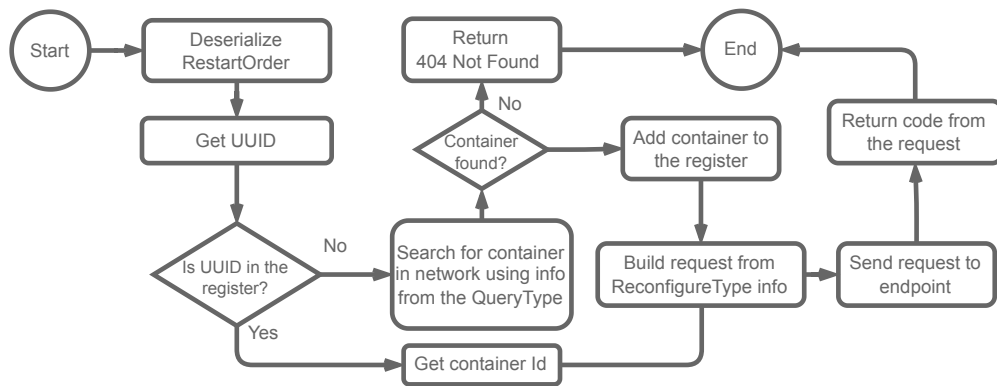 Start
Deserialize
RestartOrder
Get UUID
Is UUID in the
register?
No
Yes
Search for container
in network using info
from the QueryType
Container
found?
No
Return
404 Not Found
End
Add container to
the register
Get container Id
Build request from
ReconfigureType info
Send request to
endpoint
Return code from
the request